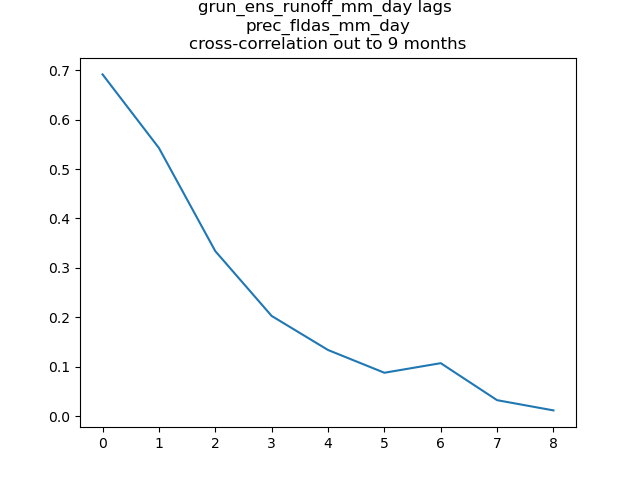 grun_ens_runoff_mm_day lags
prec_fldas_mm_day
cross-correlation out to 9 months
0.7
0.6
0.5
0.4
0.3
0.2
0.1
0.0
0 1 2 3 4 5 6 7 8